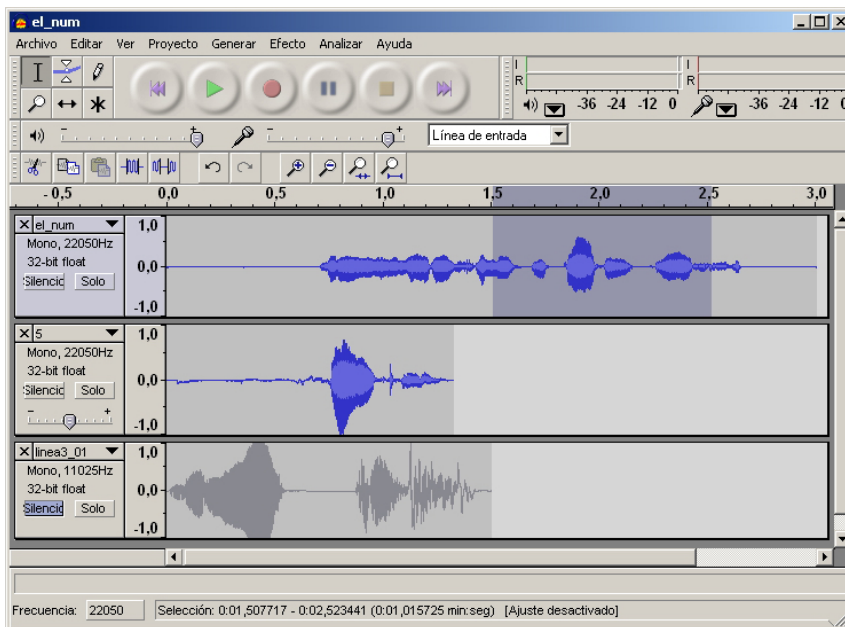 el_num
Archivo Editar Ver Proyecto Generar Efecto Analizar Ayuda
L
R
-36 -24 -12 0
L
R
-36 -24 -12 0
- +
- +
Línea de entrada
- 0,5 0,0 0,5 1,0 1,5 2,0 2,5 3,0
el_num
Mono, 22050Hz
32-bit float
Silencio Solo
1,0
0,0
-1,0
5
Mono, 22050Hz
32-bit float
Silencio Solo
- +
1,0
0,0
-1,0
linea3_01
Mono, 11025Hz
32-bit float
Silencio Solo
1,0
0,0
-1,0
Frecuencia: 22050 Selección: 0:01,507717 - 0:02,523441 (0:01,015725 min:seg) [Ajuste desactivado]